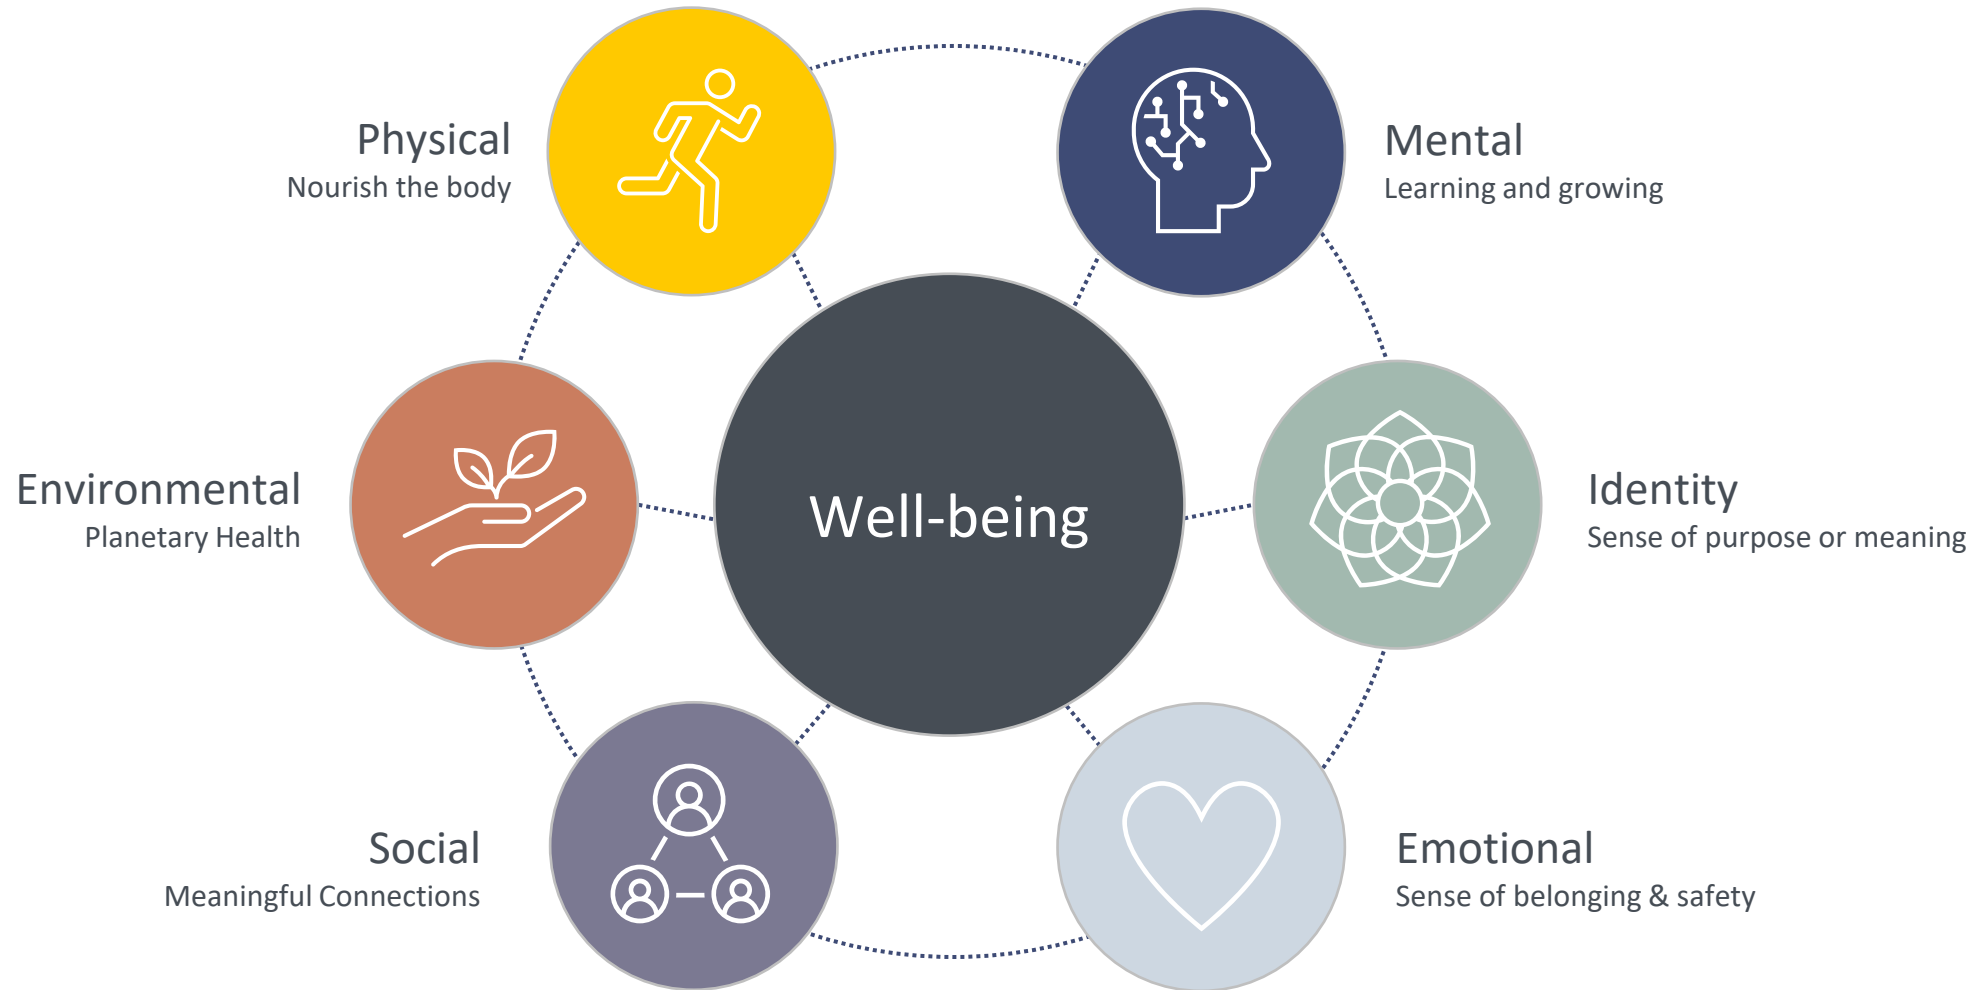 Physical
Nourish the body
Mental
Learning and growing
Environmental
Planetary Health
Well-being
Identity
Sense of purpose or meaning
Social
Meaningful Connections
Emotional
Sense of belonging & safety